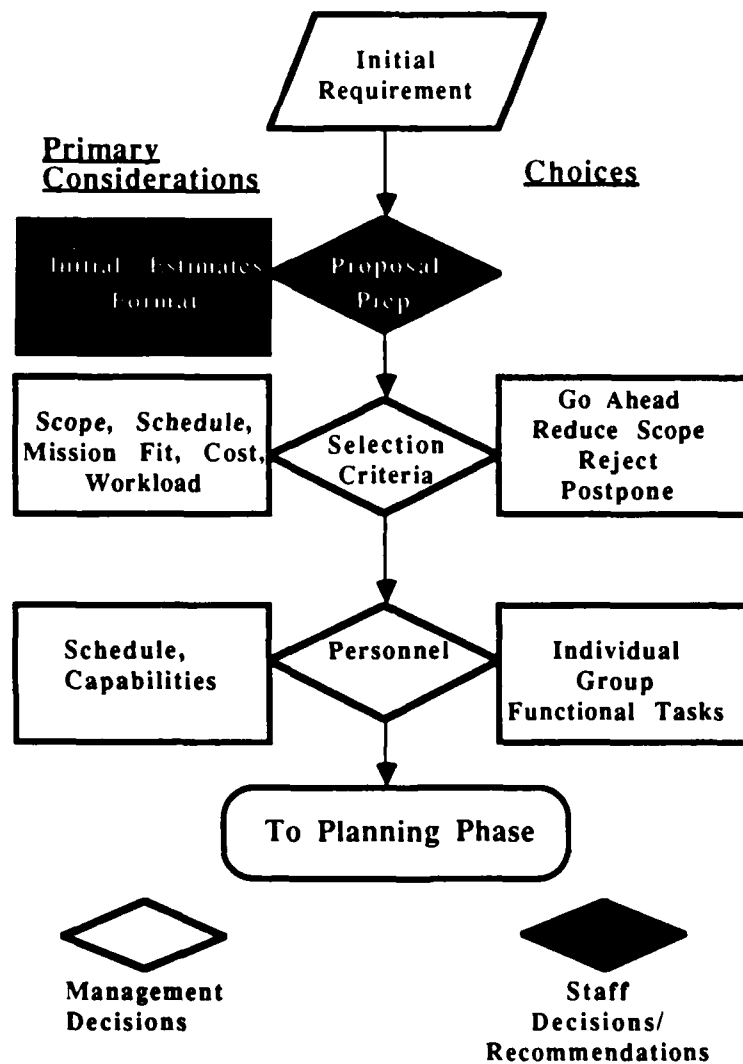 Initial
Requirement
Primary
Considerations
Choices
Initial Estimates
Format
Proposal
Prep
Scope, Schedule,
Mission Fit, Cost,
Workload
Selection
Criteria
Go Ahead
Reduce Scope
Reject
Postpone
Schedule,
Capabilities
Personnel
Individual
Group
Functional Tasks
To Planning Phase
Management
Decisions
Staff
Decisions/
Recommendations